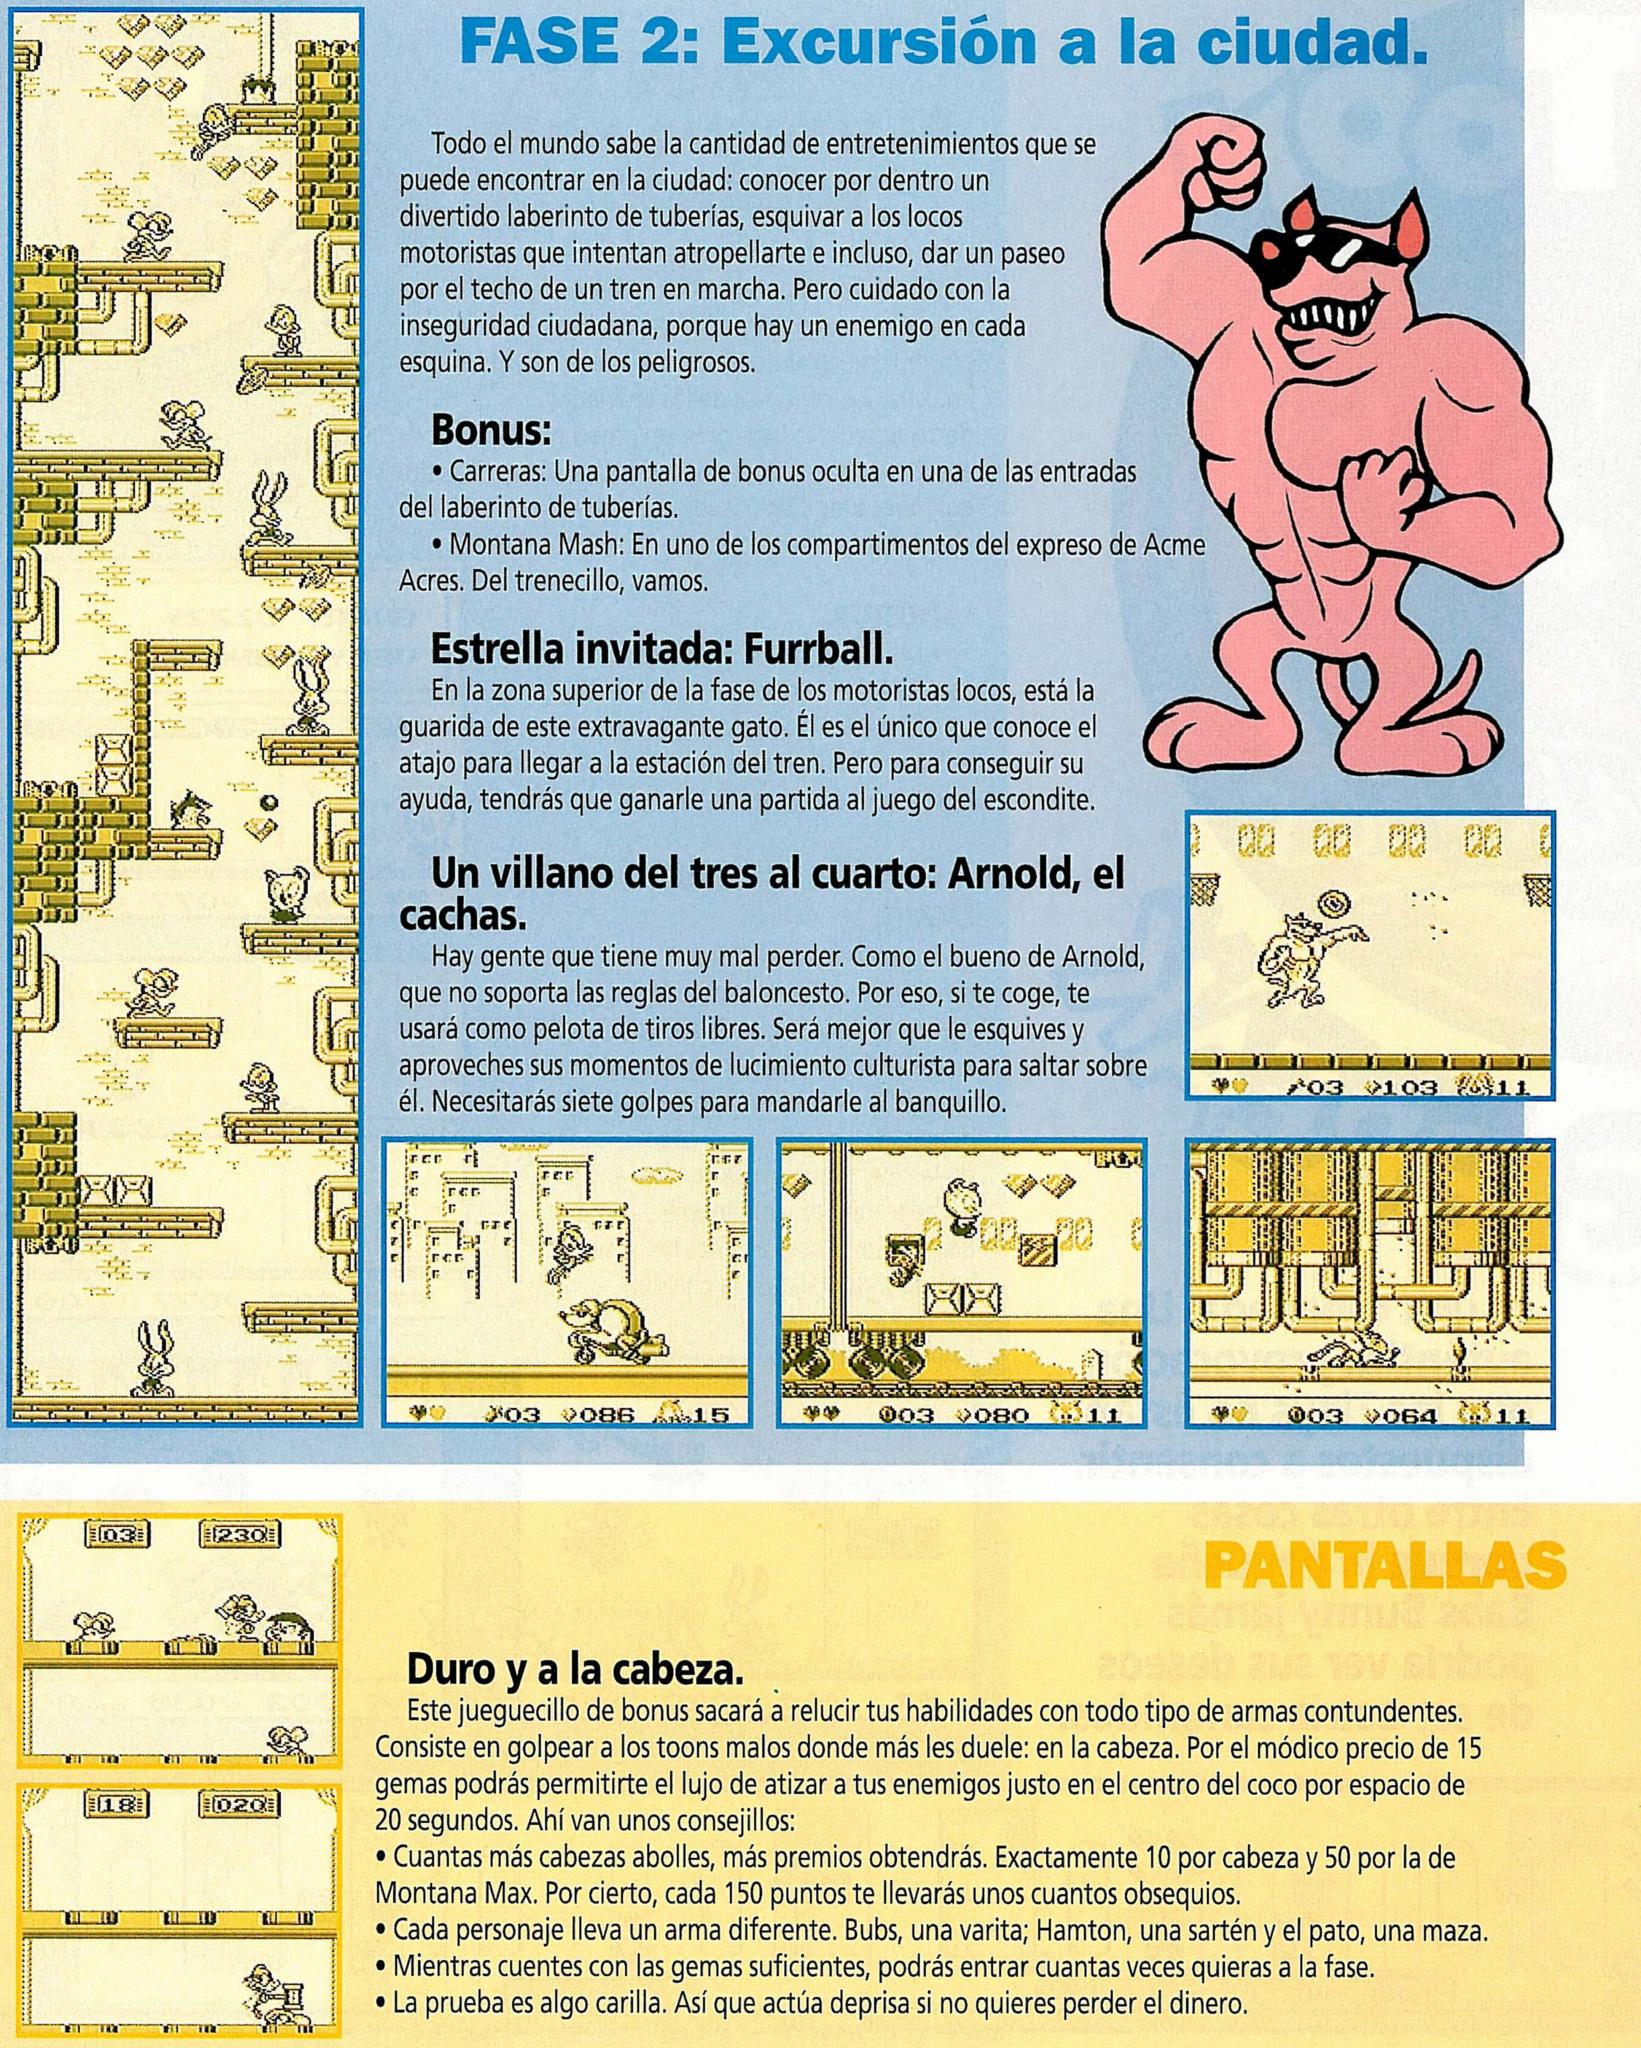 FASE 2: Excursión a la ciudad.
Todo el mundo sabe la cantidad de entretenimientos que se
puede encontrar en la ciudad: conocer por dentro un
divertido laberinto de tuberías, esquivar a los locos
motoristas que intentan atropellarte e incluso, dar un paseo
por el techo de un tren en marcha. Pero cuidado con la
inseguridad ciudadana, porque hay un enemigo en cada
esquina. Y son de los peligrosos.
Bonus:
• Carreras: Una pantalla de bonus oculta en una de las entradas
del laberinto de tuberías.
• Montana Mash: En uno de los compartimentos del expreso de Acme
Acres. Del trenecillo, vamos.
Estrella invitada: Furrball.
En la zona superior de la fase de los motoristas locos, está la
guarida de este extravagante gato. Él es el único que conoce el
atajo para llegar a la estación del tren. Pero para conseguir su
ayuda, tendrás que ganarle una partida al juego del escondite.
Un villano del tres al cuarto: Arnold, el
cachas.
Hay gente que tiene muy mal perder. Como el bueno de Arnold,
que no soporta las reglas del baloncesto. Por eso, si te coge, te
usará como pelota de tiros libres. Será mejor que le esquives y
aproveches sus momentos de lucimiento culturista para saltar sobre
él. Necesitarás siete golpes para mandarle al banquillo.
03 103 11
03 086 15
03 080 11
03 064 11
03 230
18 020
PANTALLAS
Duro y a la cabeza.
Este jueguecillo de bonus sacará a relucir tus habilidades con todo tipo de armas contundentes.
Consiste en golpear a los toons malos donde más les duele: en la cabeza. Por el módico precio de 15
gemas podrás permitirte el lujo de atizar a tus enemigos justo en el centro del coco por espacio de
20 segundos. Ahí van unos consejillos:
• Cuantas más cabezas abolles, más premios obtendrás. Exactamente 10 por cabeza y 50 por la de
Montana Max. Por cierto, cada 150 puntos te llevarás unos cuantos obsequios.
• Cada personaje lleva un arma diferente. Bubs, una varita; Hamton, una sartén y el pato, una maza.
• Mientras cuentes con las gemas suficientes, podrás entrar cuantas veces quieras a la fase.
• La prueba es algo carilla. Así que actúa deprisa si no quieres perder el dinero.